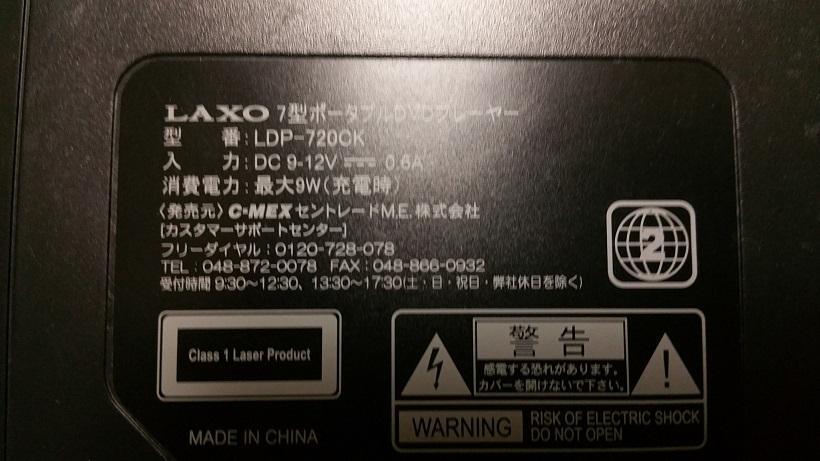 LAXO 7型ポータブルDVDプレーヤー
型 番:LDP-720CK
入 力:DC 9-12V 0.6A
消費電力:最大9W(充電時)
〈発売元〉C-MEX セントレードM.E.株式会社
[カスタマーサポートセンター]
フリーダイヤル:0120-728-078
TEL:048-872-0078 FAX:048-866-0932
受付時間 9:30~12:30、13:30~17:30(土・日・祝日・弊社休日を除く)
2
Class 1 Laser Product
警告
感電する恐れがあります。
カバーを開けないで下さい。
WARNING
RISK OF ELECTRIC SHOCK
DO NOT OPEN
MADE IN CHINA